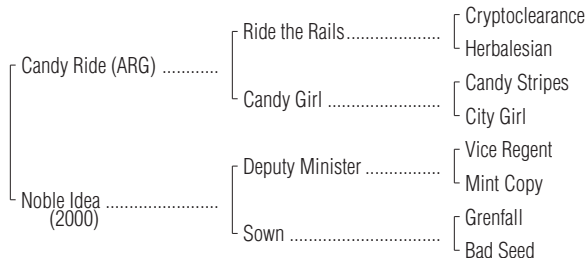 Cryptoclearance
Ride the Rails....................
Herbalesian
Candy Ride (ARG) ............
Candy Stripes
Candy Girl ........................
City Girl
Vice Regent
Deputy Minister ................
Mint Copy
Noble Idea ........................
(2000)
Grenfall
Sown ................................
Bad Seed